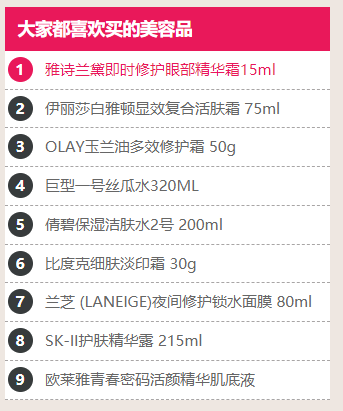 大家都喜欢买的美容品
1 雅诗兰黛即时修护眼部精华霜15ml
2 伊丽莎白雅顿显效复合活肤霜 75ml
3 OLAY玉兰油多效修护霜 50g
4 巨型一号丝瓜水320ML
5 倩碧保湿洁肤水2号 200ml
6 比度克细肤淡印霜 30g
7 兰芝 (LANEIGE)夜间修护锁水面膜 80ml
8 SK-II护肤精华露 215ml
9 欧莱雅青春密码活颜精华肌底液